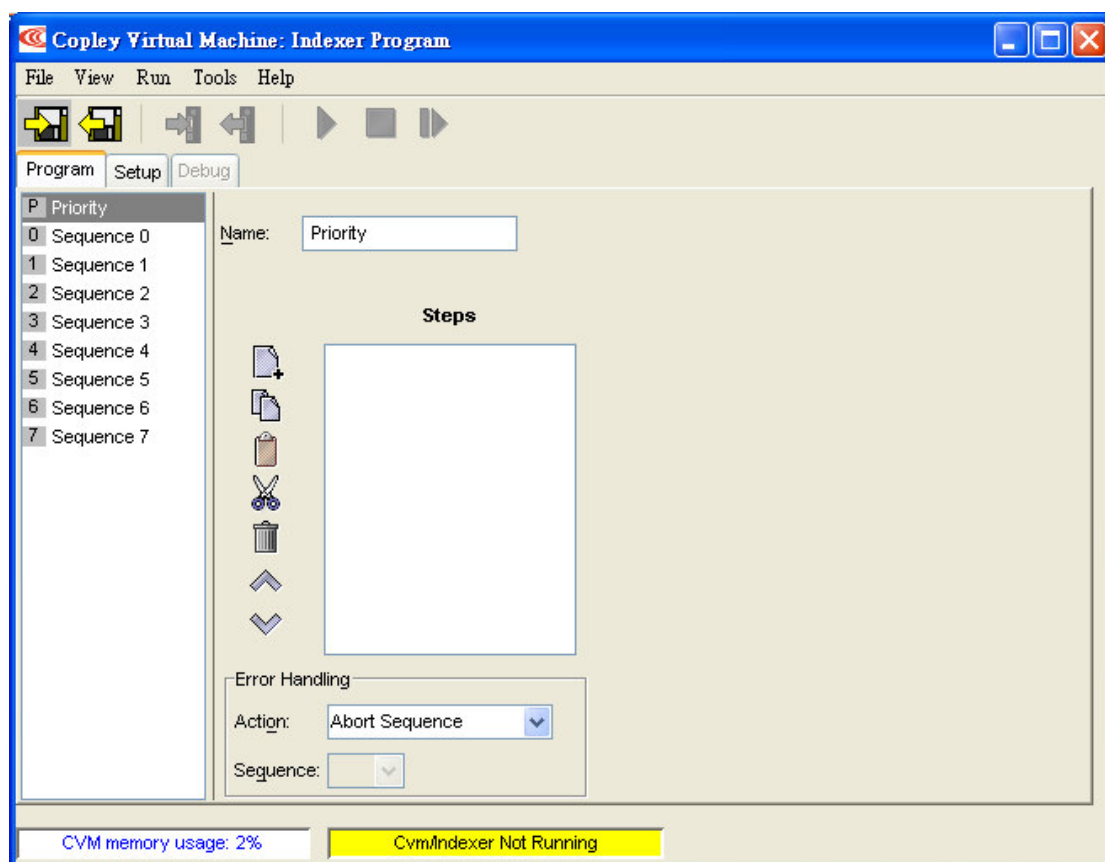 Copley Virtual Machine: Indexer Program
File View Run Tools Help
Program Setup Debug
P Priority
0 Sequence 0
1 Sequence 1
2 Sequence 2
3 Sequence 3
4 Sequence 4
5 Sequence 5
6 Sequence 6
7 Sequence 7
Name: Priority
Steps
Error Handling
Action: Abort Sequence
Sequence:
CVM memory usage: 2%
Cvm/Indexer Not Running